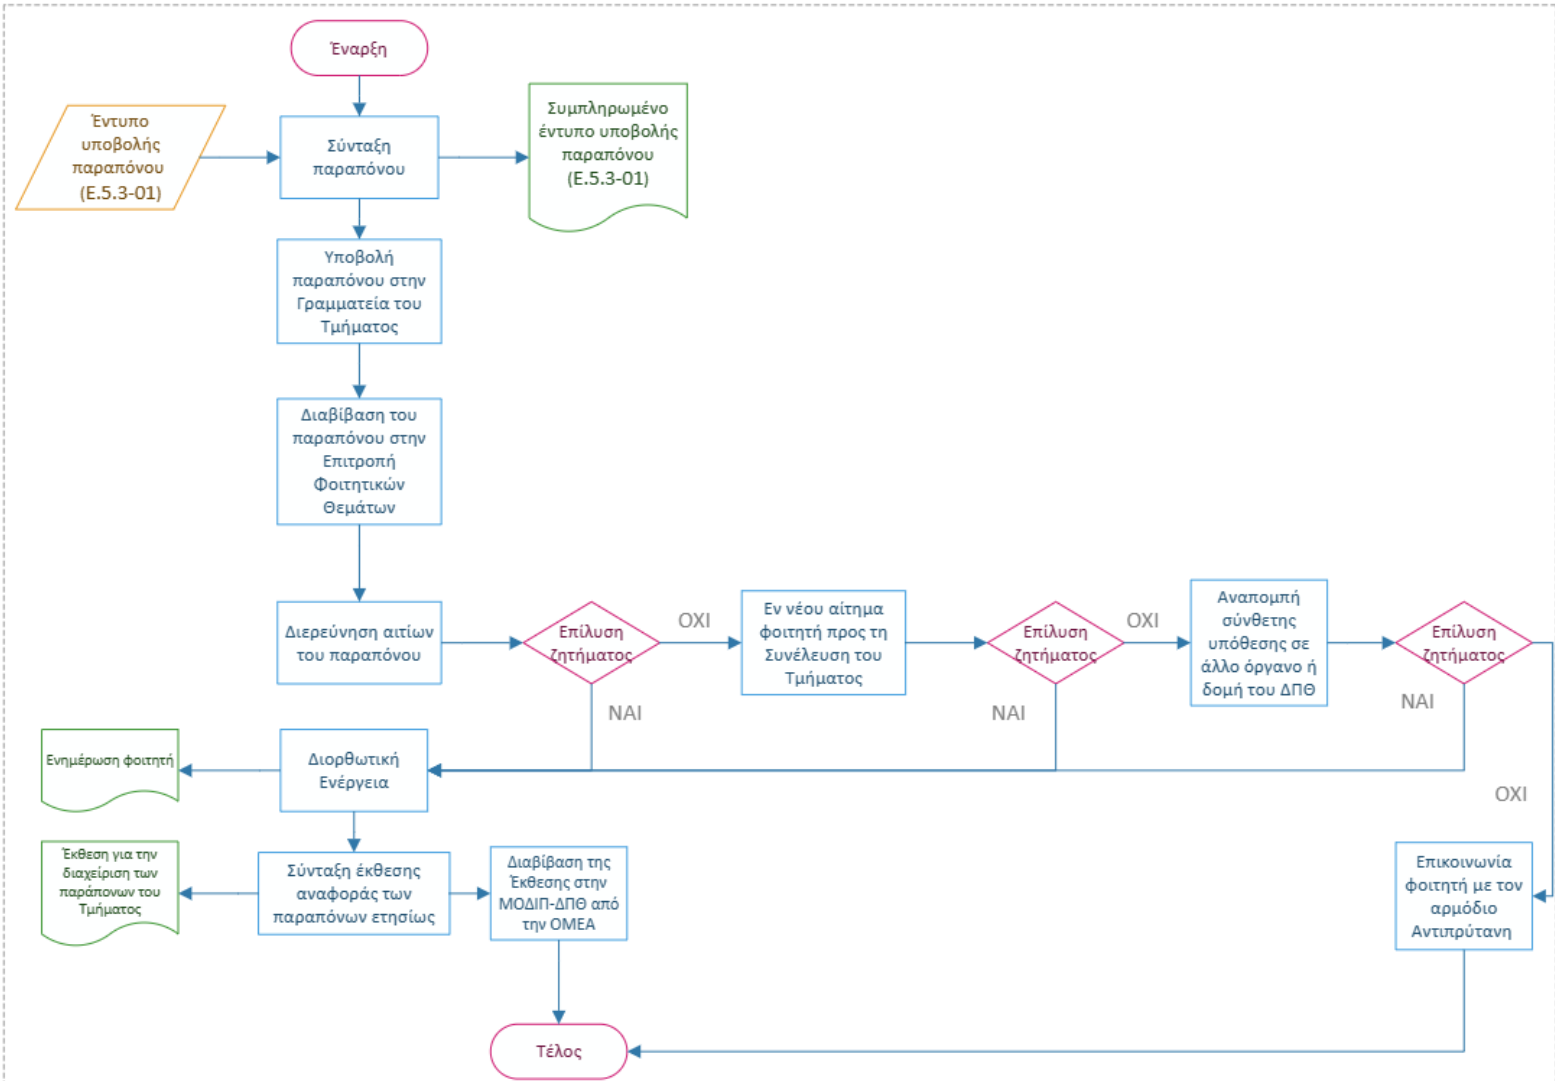 Έναρξη
Έντυπο
υποβολής
παραπόνου
(Ε.5.3-01)
Σύνταξη
παραπόνου
Συμπληρωμένο
έντυπο υποβολής
παραπόνου
(Ε.5.3-01)
Υποβολή
παραπόνου στην
Γραμματεία του
Τμήματος
Διαβίβαση του
παραπόνου στην
Επιτροπή
Φοιτητικών
Θεμάτων
Διερεύνηση αιτίων
του παραπόνου
Επίλυση
ζητήματος
ΟΧΙ
ΝΑΙ
Εν νέου αίτημα
φοιτητή προς τη
Συνέλευση του
Τμήματος
Επίλυση
ζητήματος
ΟΧΙ
ΝΑΙ
Αναπομπή
σύνθετης
υπόθεσης σε
άλλο όργανο ή
δομή του ΔΠΘ
Επίλυση
ζητήματος
ΝΑΙ
ΟΧΙ
Ενημέρωση φοιτητή
Διορθωτική
Ενέργεια
Έκθεση για την
διαχείριση των
παράπονων του
Τμήματος
Σύνταξη έκθεσης
αναφοράς των
παραπόνων ετησίως
Διαβίβαση της
Έκθεσης στην
ΜΟΔΙΠ-ΔΠΘ από
την ΟΜΕΑ
Επικοινωνία
φοιτητή με τον
αρμόδιο
Αντιπρύτανη
Τέλος